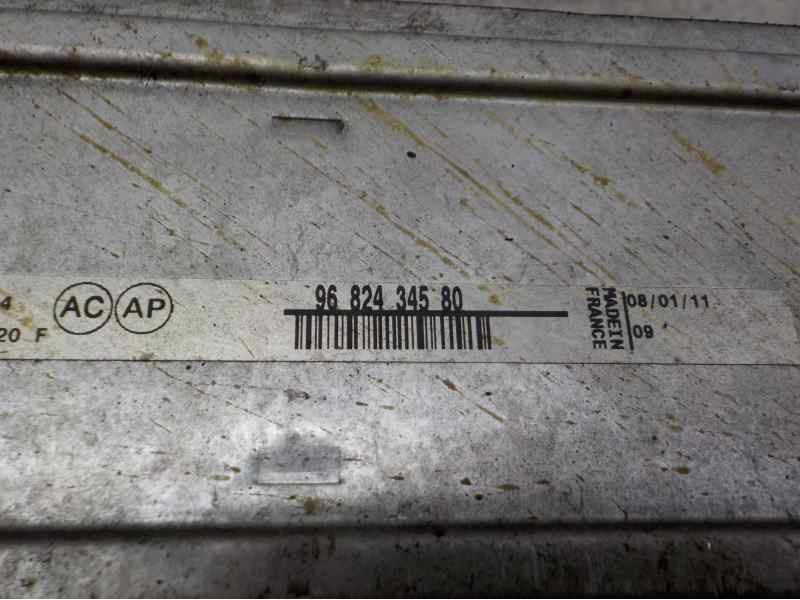 4
20 F
AC AP
96 824 345 80
MADE IN
FRANCE
08/01/11
09